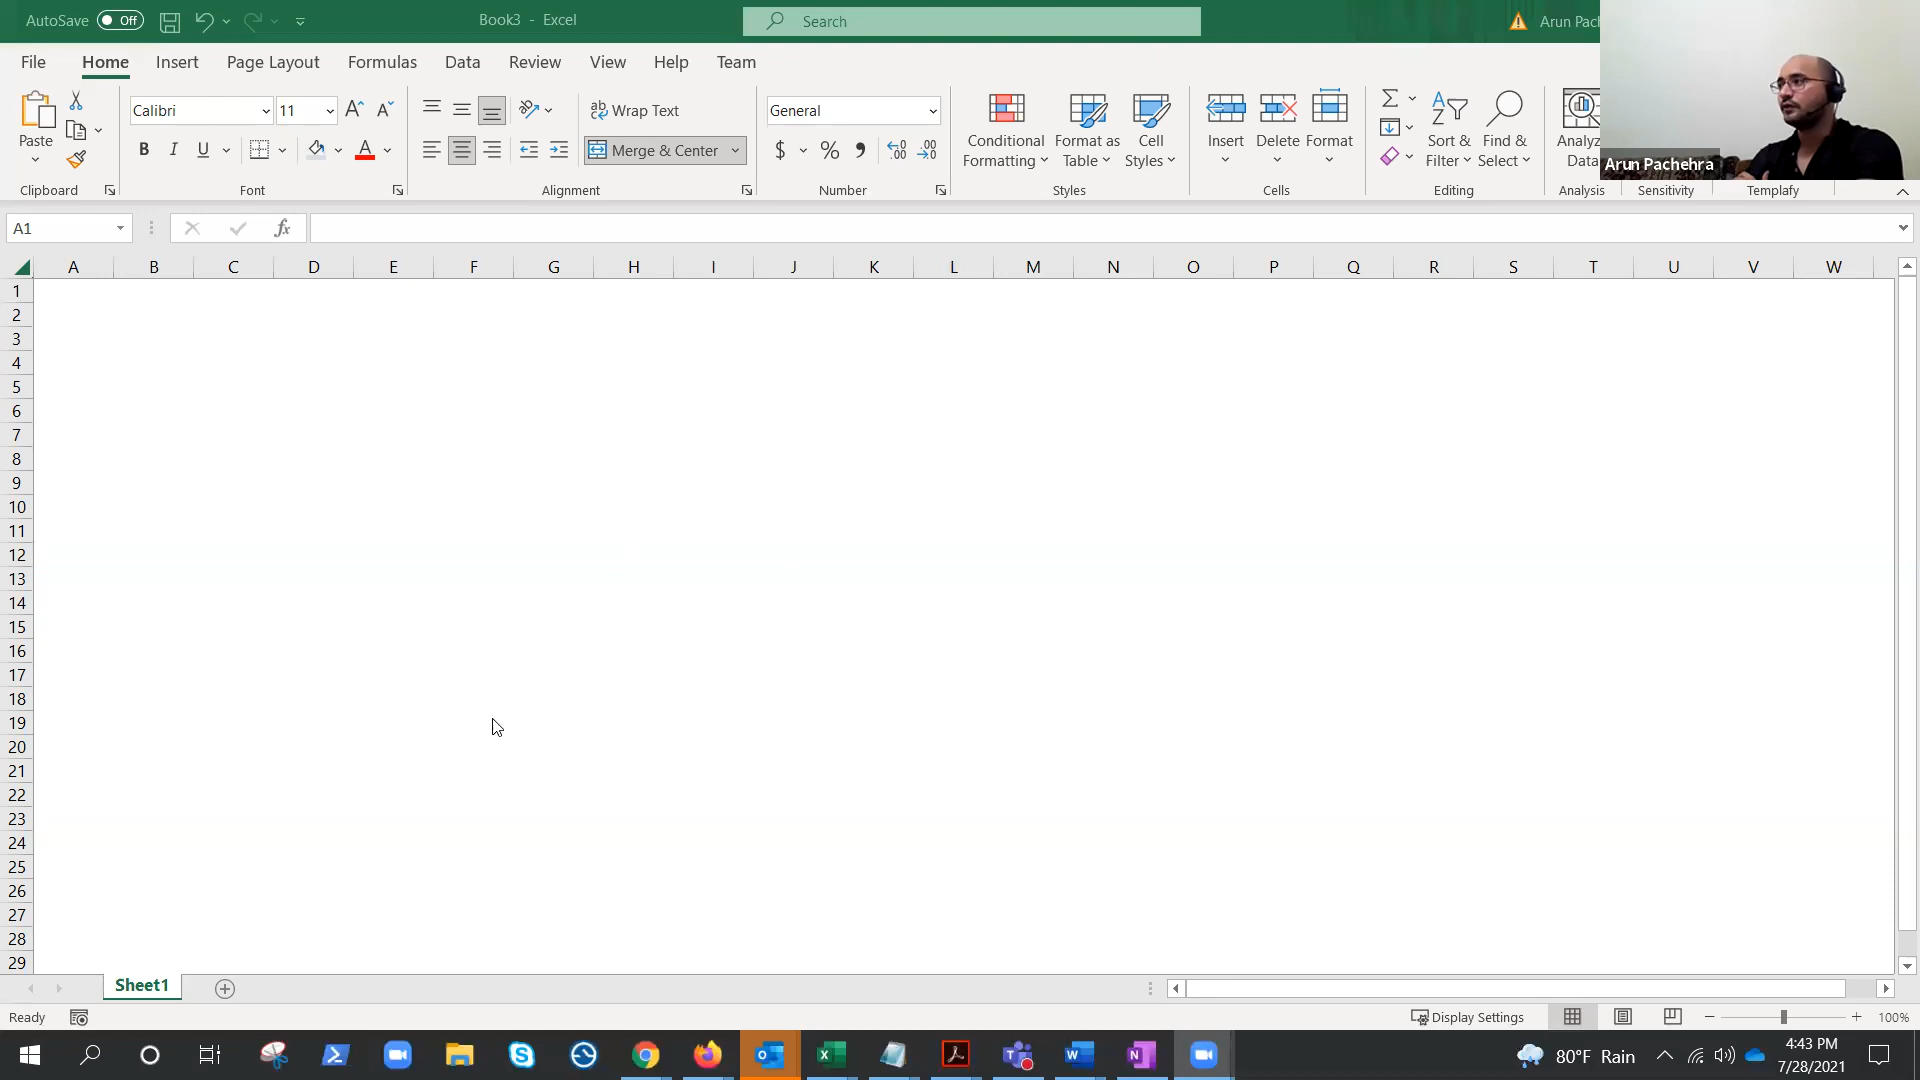 AutoSave Off Book3 - Excel Search Arun Pach
File Home Insert Page Layout Formulas Data Review View Help Team
Calibri 11 ab Wrap Text General
Paste B I U A Merge & Center $ % Conditional Formatting Format as Table Cell Styles Insert Delete Format Sort & Filter Find & Select Analyze Data
Arun Pachehra
Clipboard Font Alignment Number Styles Cells Editing Analysis Sensitivity Templafy
A1 fx
A B C D E F G H I J K L M N O P Q R S T U V W
1
2
3
4
5
6
7
8
9
10
11
12
13
14
15
16
17
18
19
20
21
22
23
24
25
26
27
28
29
Sheet1
Ready Display Settings 100%
80°F Rain 4:43 PM
7/28/2021